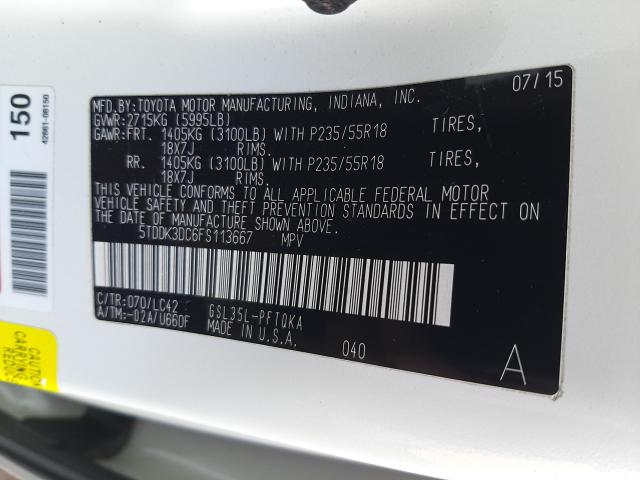 07/15
MFD. BY: TOYOTA MOTOR MANUFACTURING, INDIANA, INC.
GVWR: 2715KG (5995LB)
GAWR: FRT. 1405KG (3100LB) WITH P235/55R18 TIRES,
18X7J RIMS.
RR. 1405KG (3100LB) WITH P235/55R18 TIRES,
18X7J RIMS.
THIS VEHICLE CONFORMS TO ALL APPLICABLE FEDERAL MOTOR
VEHICLE SAFETY AND THEFT PREVENTION STANDARDS IN EFFECT ON
THE DATE OF MANUFACTURE SHOWN ABOVE.
5TDDK3DC6FS113667 MPV
C/TR: 070/LC42 GSL35L-PFTQKA
A/TM: -02A/U660F MADE IN U.S.A.
040
A
150
42661-08150
CARRYING